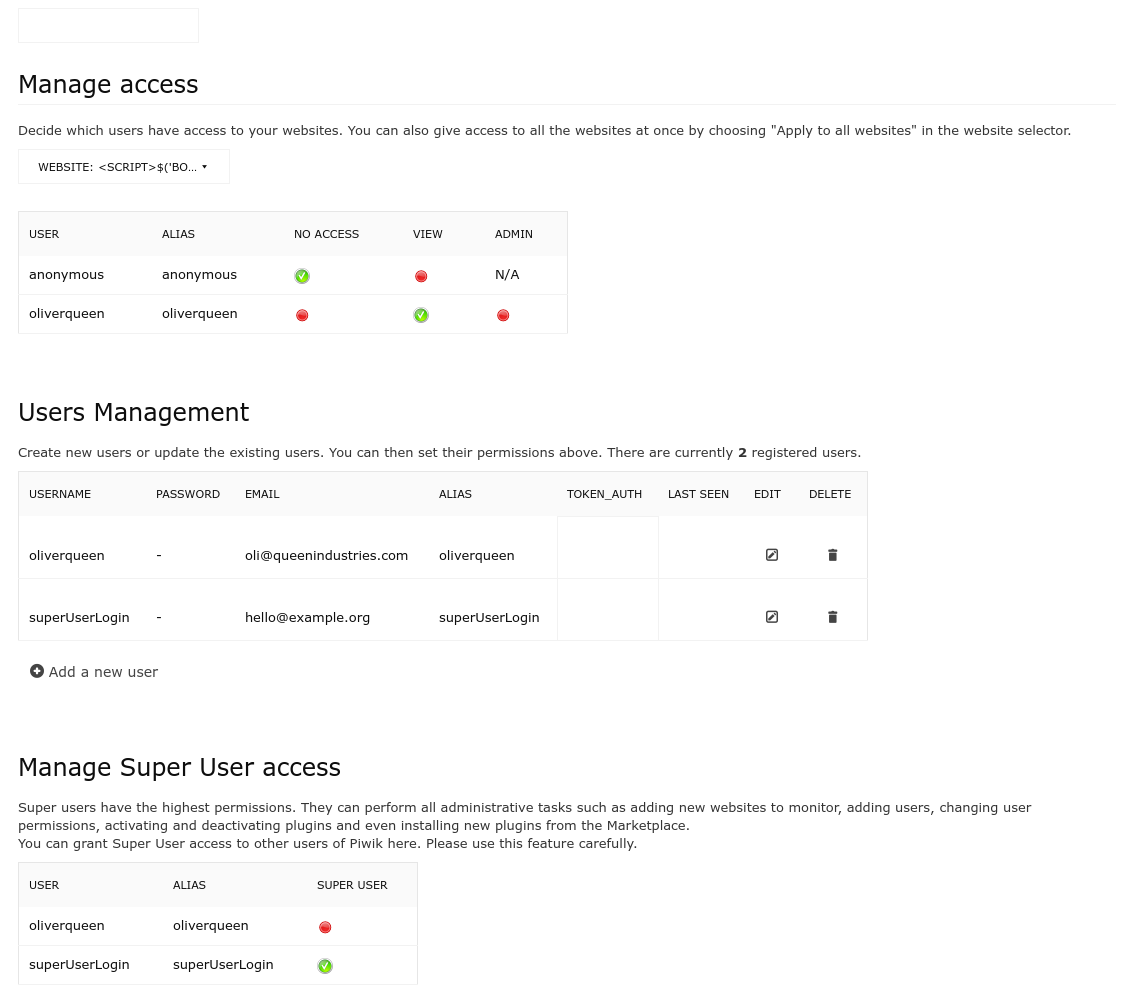 Manage access
Decide which users have access to your websites. You can also give access to all the websites at once by choosing "Apply to all websites" in the website selector.
WEBSITE: <SCRIPT>$('BO...
USER ALIAS NO ACCESS VIEW ADMIN
anonymous anonymous N/A
oliverqueen oliverqueen
Users Management
Create new users or update the existing users. You can then set their permissions above. There are currently 2 registered users.
USERNAME PASSWORD EMAIL ALIAS TOKEN_AUTH LAST SEEN EDIT DELETE
oliverqueen - oli@queenindustries.com oliverqueen
superUserLogin - hello@example.org superUserLogin
Add a new user
Manage Super User access
Super users have the highest permissions. They can perform all administrative tasks such as adding new websites to monitor, adding users, changing user
permissions, activating and deactivating plugins and even installing new plugins from the Marketplace.
You can grant Super User access to other users of Piwik here. Please use this feature carefully.
USER ALIAS SUPER USER
oliverqueen oliverqueen
superUserLogin superUserLogin